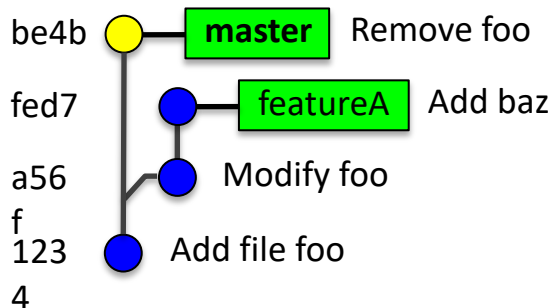 be4b master Remove foo
fed7 featureA Add baz
a56 Modify foo
f
123 Add file foo
4